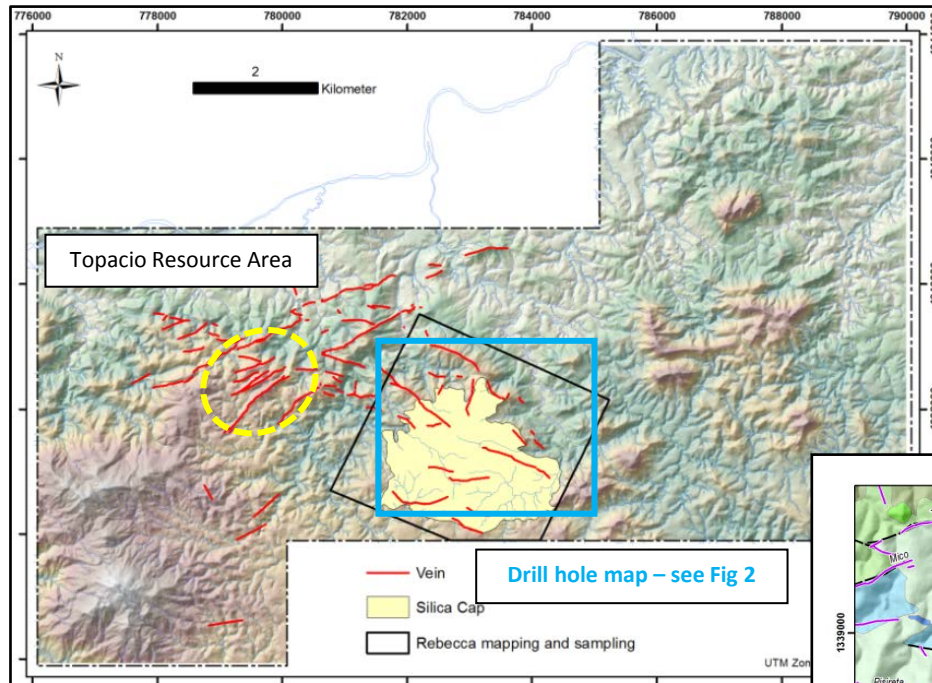 776000 778000 780000 782000 784000 786000 788000 790000
N
2
Kilometer
Topacio Resource Area
Vein
Drill hole map – see Fig 2
Silica Cap
Rebecca mapping and sampling
UTM Zon
Mico
1339000
Pisireta